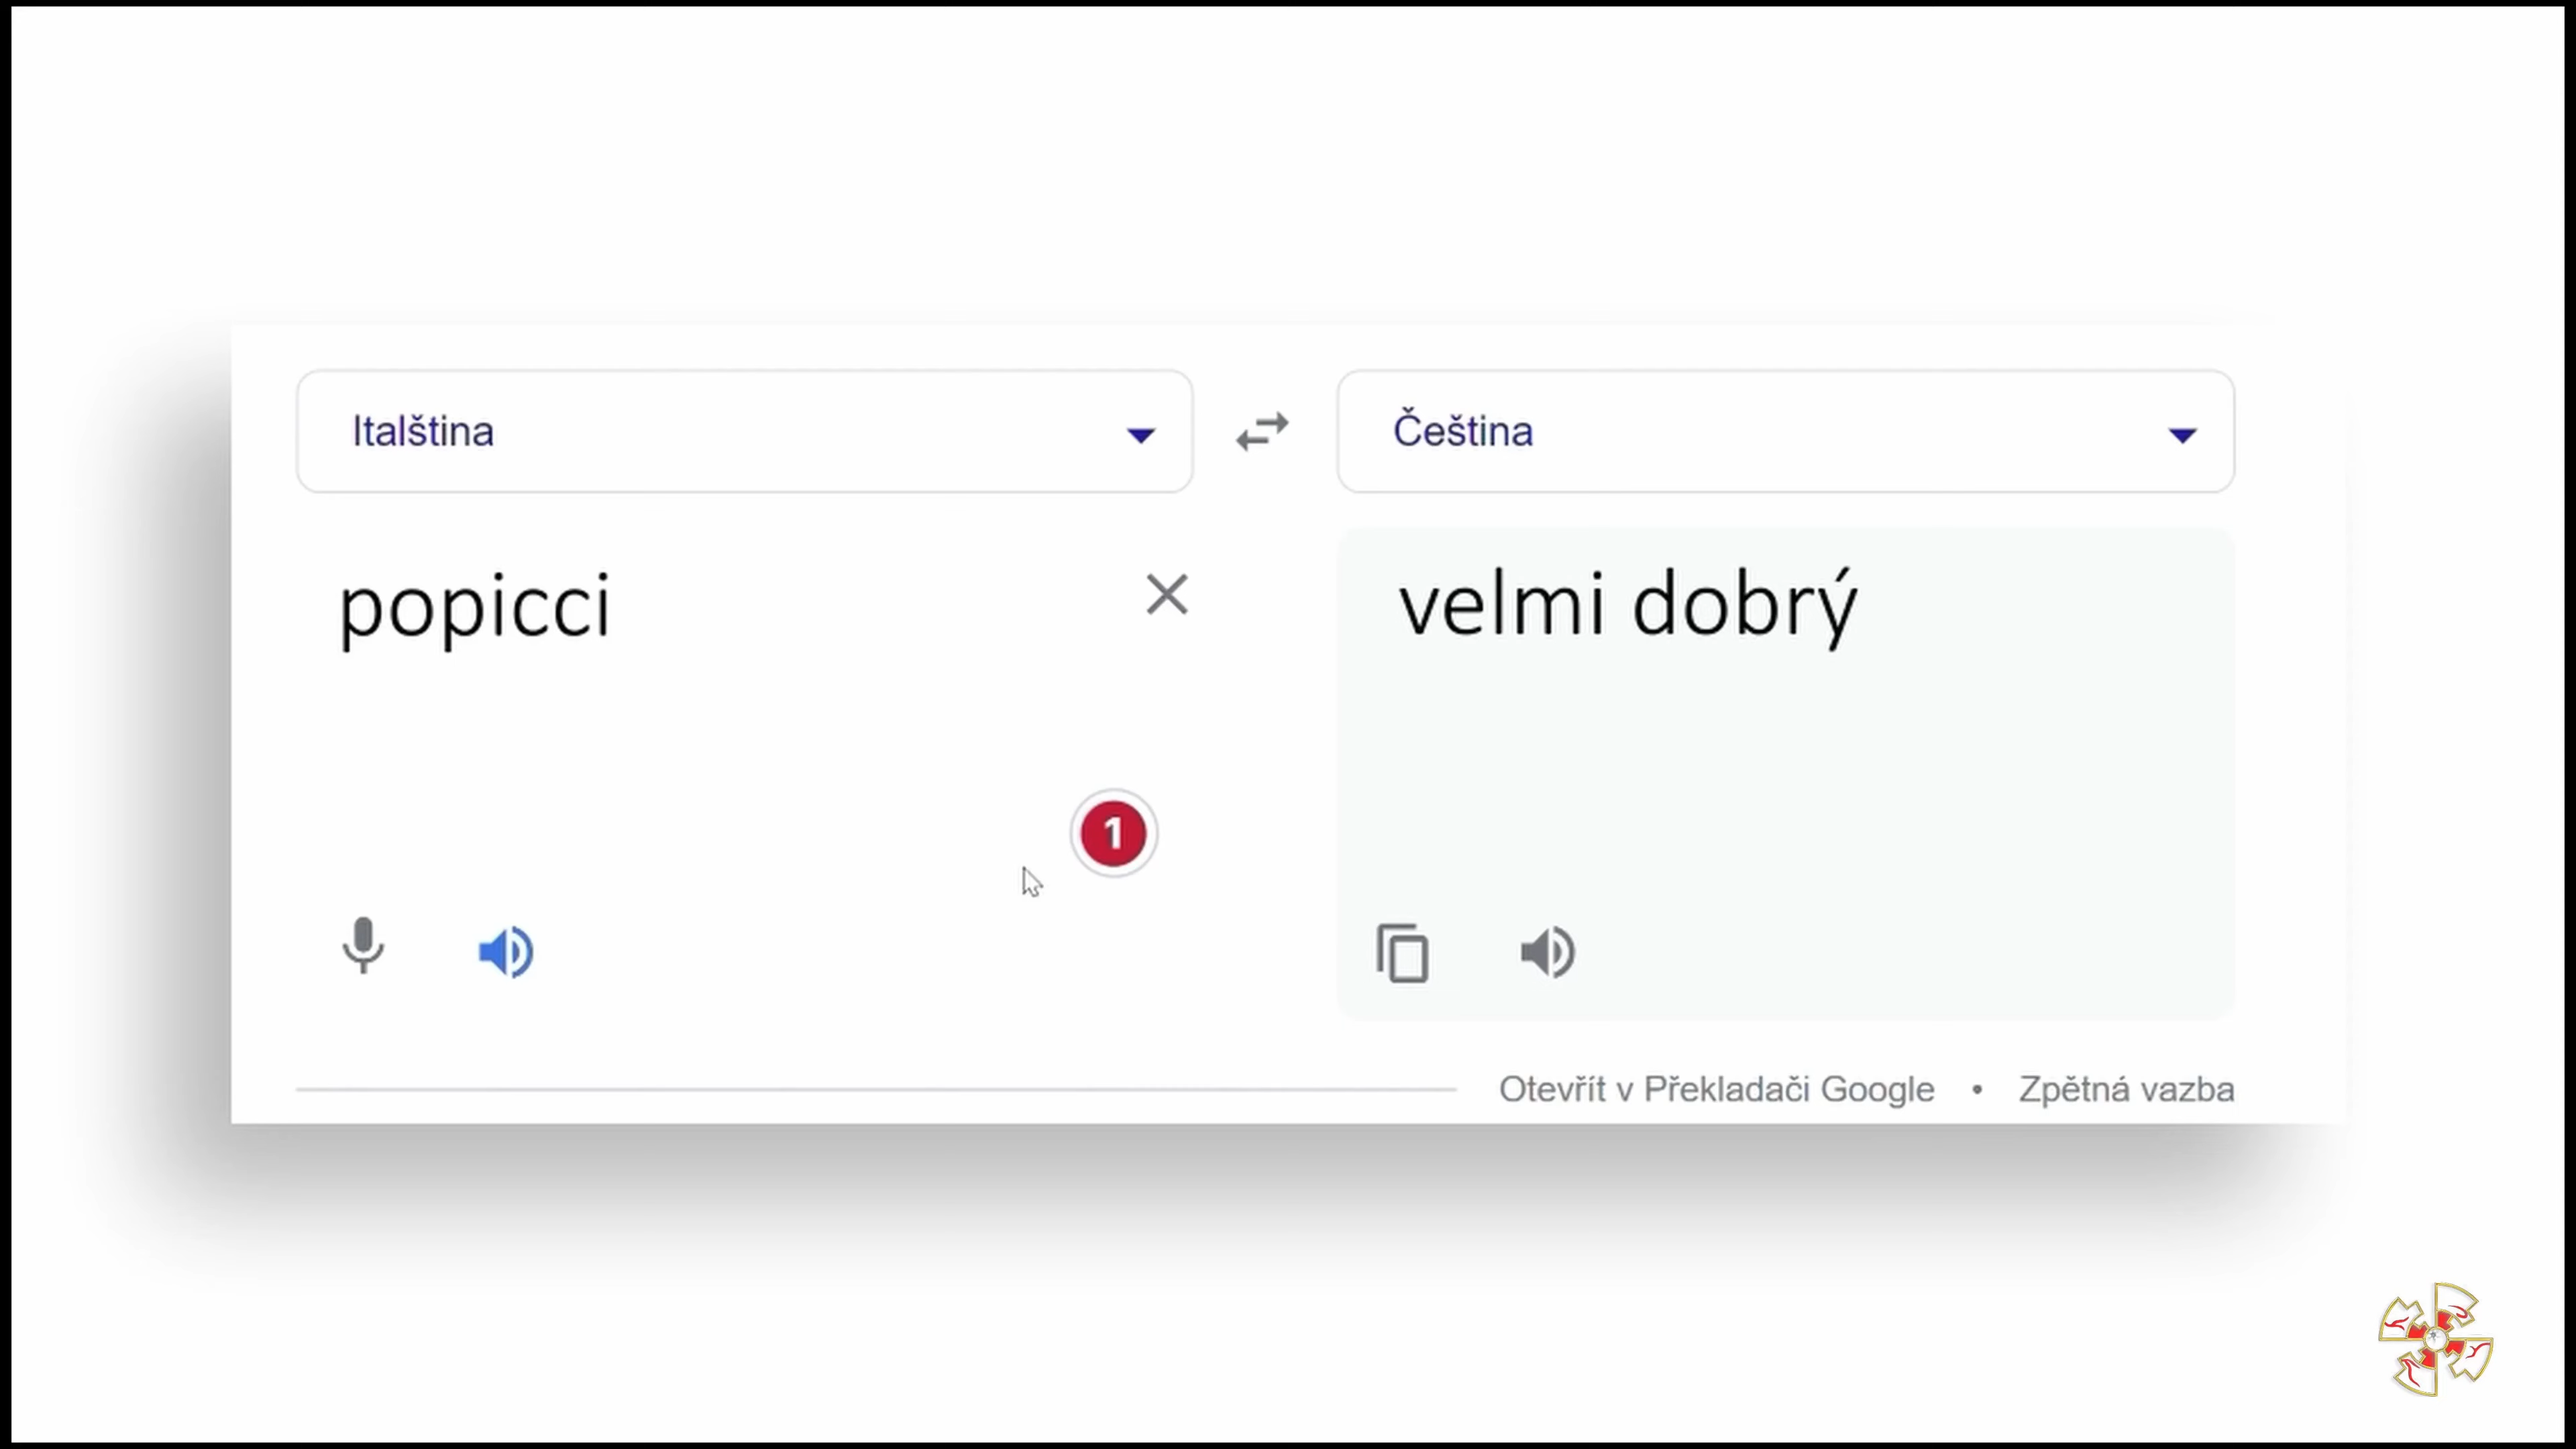 Italština
Čeština
popicci
velmi dobrý
1
Otevřít v Překladači Google • Zpětná vazba